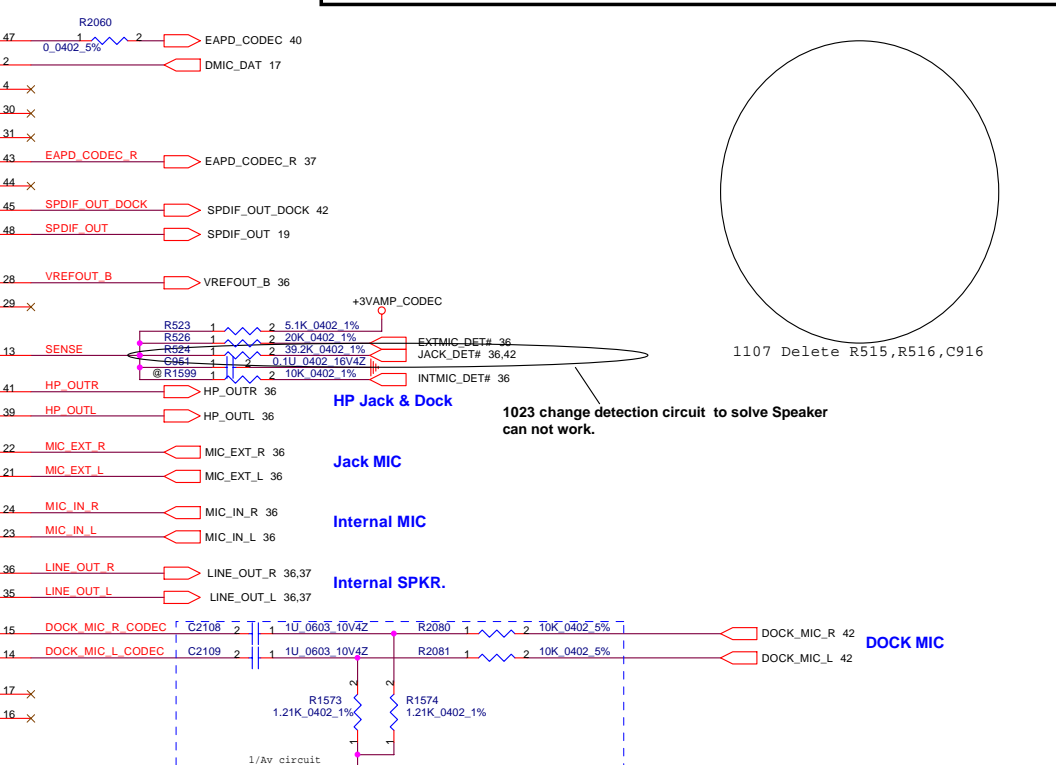 R2060
47 1 2 EAPD_CODEC 40
0_0402_5%
2 DMIC_DAT 17
4
30
31
43 EAPD_CODEC_R EAPD_CODEC_R 37
44
45 SPDIF_OUT_DOCK SPDIF_OUT_DOCK 42
48 SPDIF_OUT SPDIF_OUT 19
28 VREFOUT_B VREFOUT_B 36
29
+3VAMP_CODEC
R523 1 2 5.1K_0402_1%
R526 1 2 20K_0402_1% EXTMIC_DET# 36
13 SENSE R524 1 2 39.2K_0402_1% JACK_DET# 36,42
C951 1 2 0.1U_0402_16V4Z
@ R1599 1 2 10K_0402_1% INTMIC_DET# 36
1107 Delete R515,R516,C916
41 HP_OUTR HP_OUTR 36
HP Jack & Dock
39 HP_OUTL HP_OUTL 36
1023 change detection circuit to solve Speaker
can not work.
22 MIC_EXT_R MIC_EXT_R 36
Jack MIC
21 MIC_EXT_L MIC_EXT_L 36
24 MIC_IN_R MIC_IN_R 36
Internal MIC
23 MIC_IN_L MIC_IN_L 36
36 LINE_OUT_R LINE_OUT_R 36,37
Internal SPKR.
35 LINE_OUT_L LINE_OUT_L 36,37
15 DOCK_MIC_R_CODEC C2108 2 1 1U_0603_10V4Z R2080 1 2 10K_0402_5% DOCK_MIC_R 42
DOCK MIC
14 DOCK_MIC_L_CODEC C2109 2 1 1U_0603_10V4Z R2081 1 2 10K_0402_5% DOCK_MIC_L 42
17
2 2
R1573 R1574
1.21K_0402_1% 1.21K_0402_1%
16
1 1
1/Av circuit